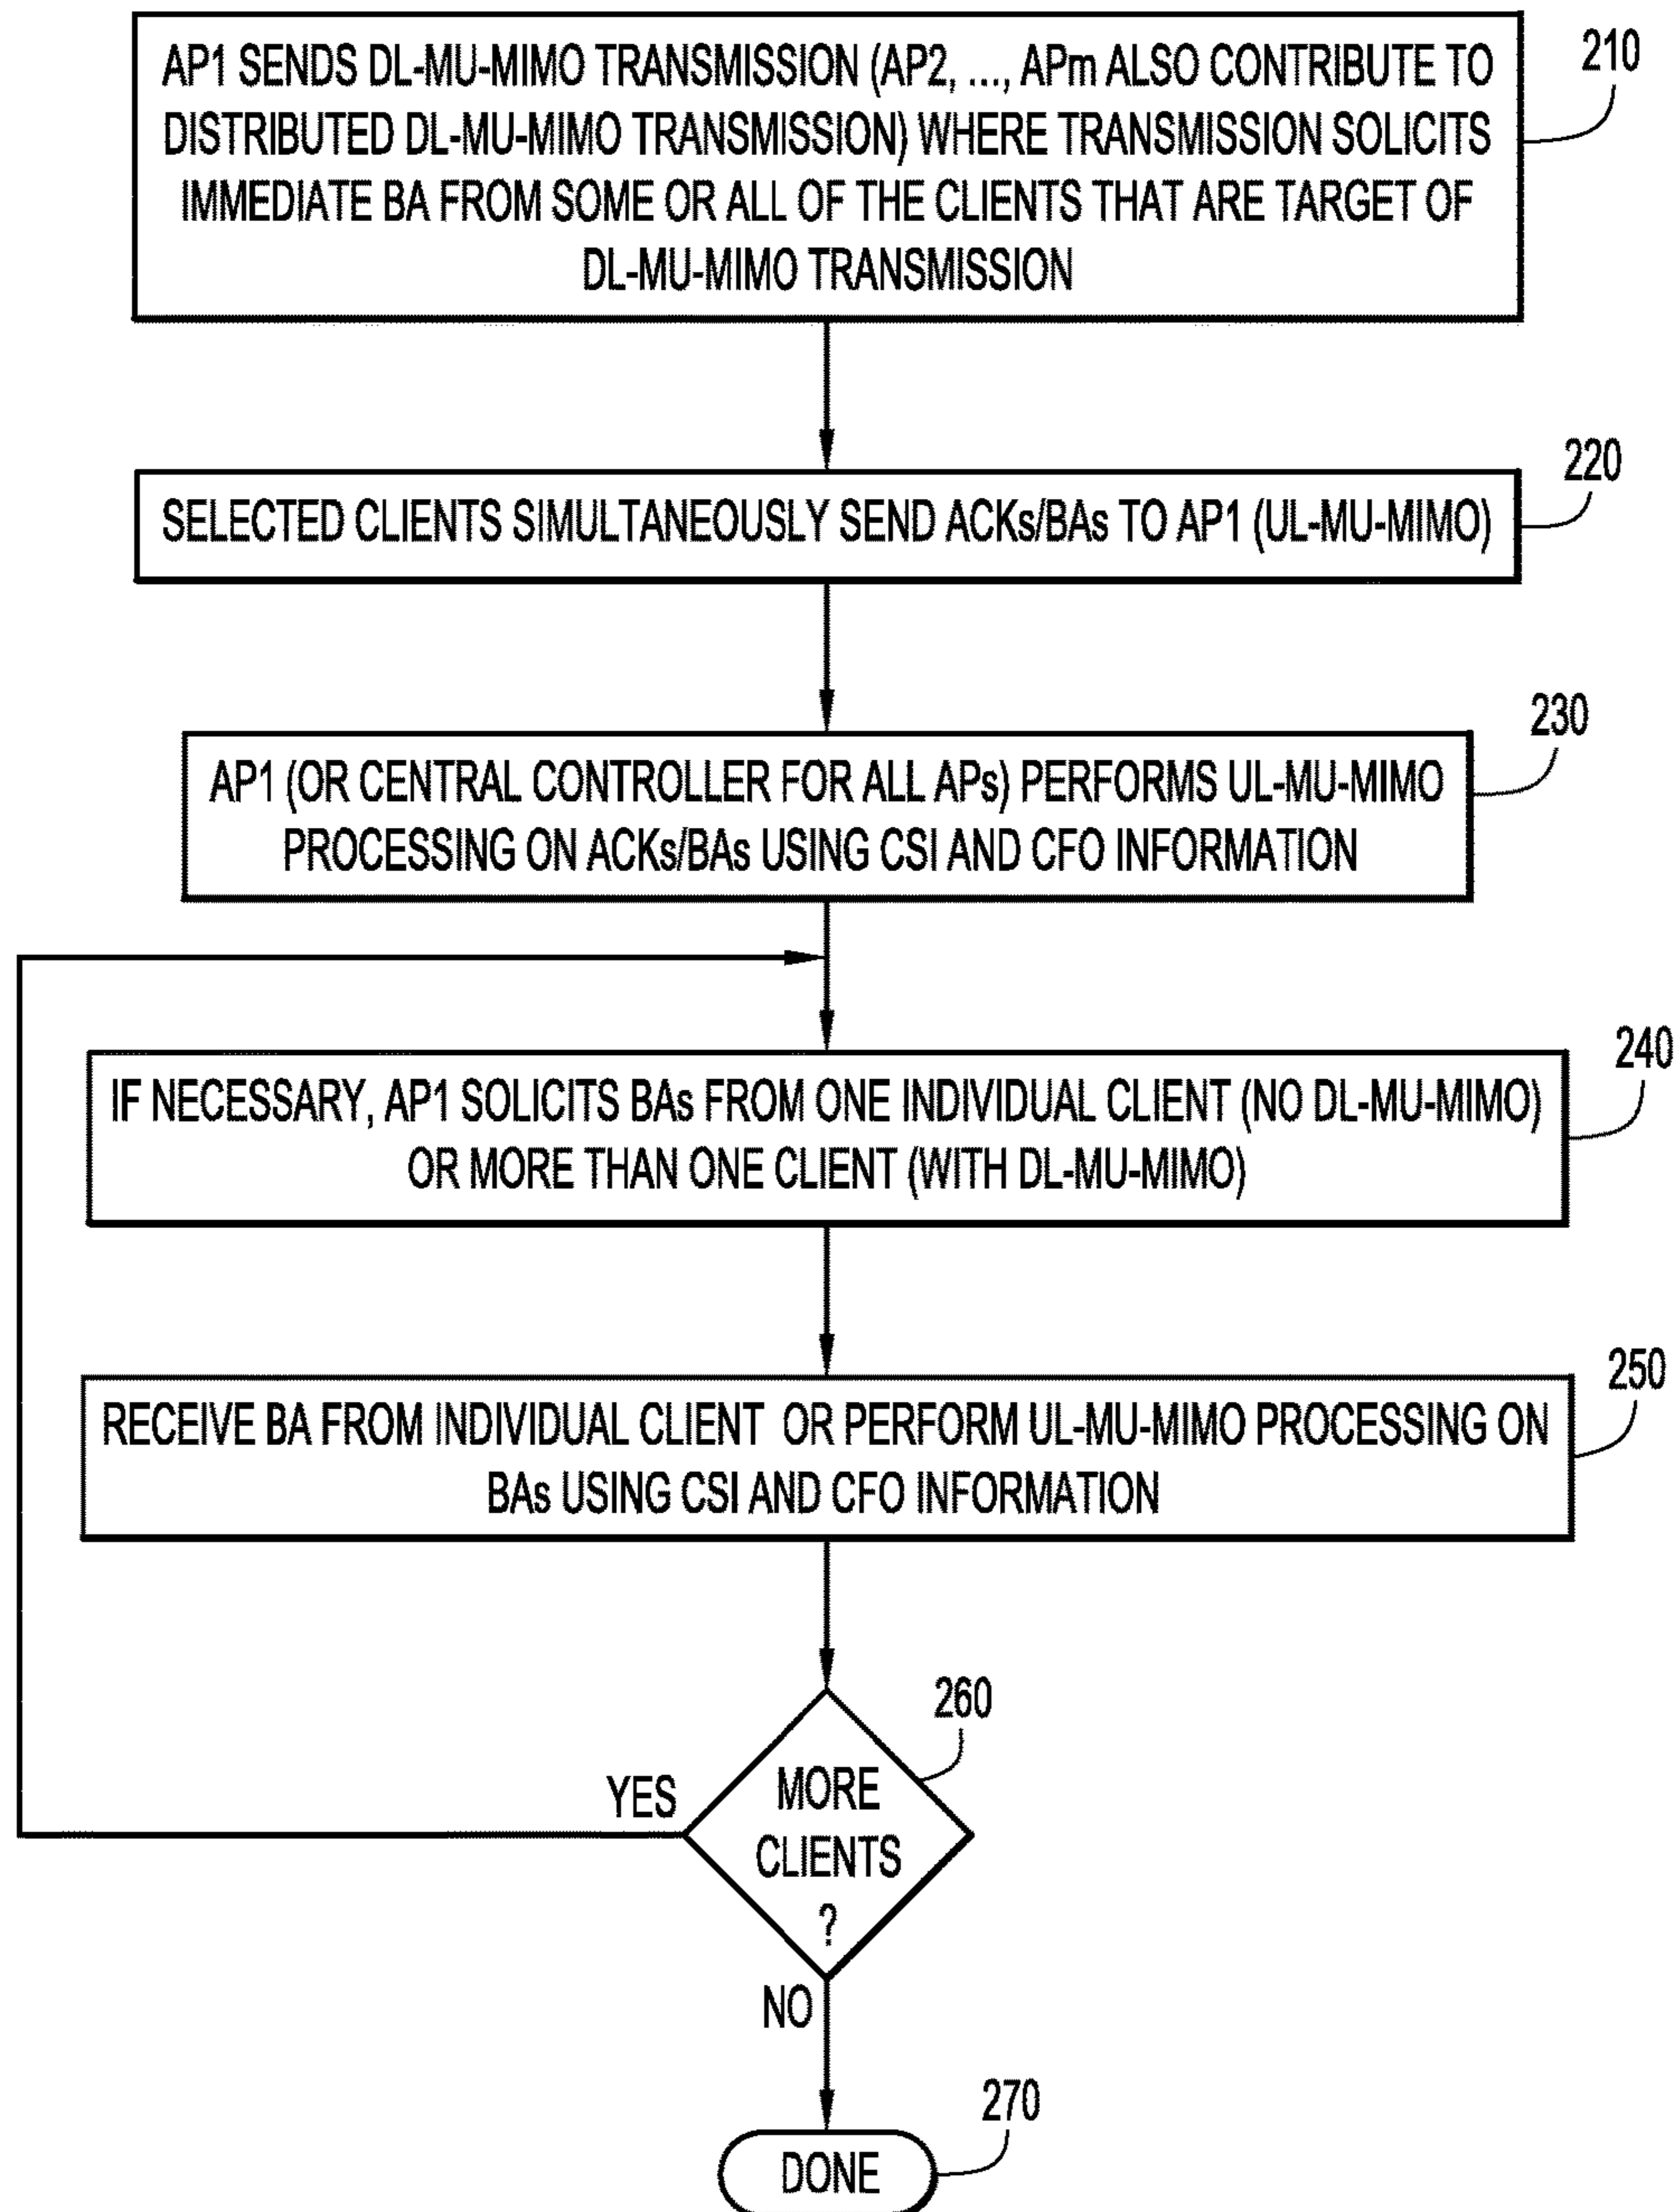 AP1 SENDS DL-MU-MIMO TRANSMISSION (AP2, ..., APm ALSO CONTRIBUTE TO
DISTRIBUTED DL-MU-MIMO TRANSMISSION) WHERE TRANSMISSION SOLICITS
IMMEDIATE BA FROM SOME OR ALL OF THE CLIENTS THAT ARE TARGET OF
DL-MU-MIMO TRANSMISSION
210
SELECTED CLIENTS SIMULTANEOUSLY SEND ACKs/BAs TO AP1 (UL-MU-MIMO)
220
AP1 (OR CENTRAL CONTROLLER FOR ALL APs) PERFORMS UL-MU-MIMO
PROCESSING ON ACKs/BAs USING CSI AND CFO INFORMATION
230
IF NECESSARY, AP1 SOLICITS BAs FROM ONE INDIVIDUAL CLIENT (NO DL-MU-MIMO)
OR MORE THAN ONE CLIENT (WITH DL-MU-MIMO)
240
RECEIVE BA FROM INDIVIDUAL CLIENT OR PERFORM UL-MU-MIMO PROCESSING ON
BAs USING CSI AND CFO INFORMATION
250
MORE
CLIENTS
?
260
YES
NO
DONE
270